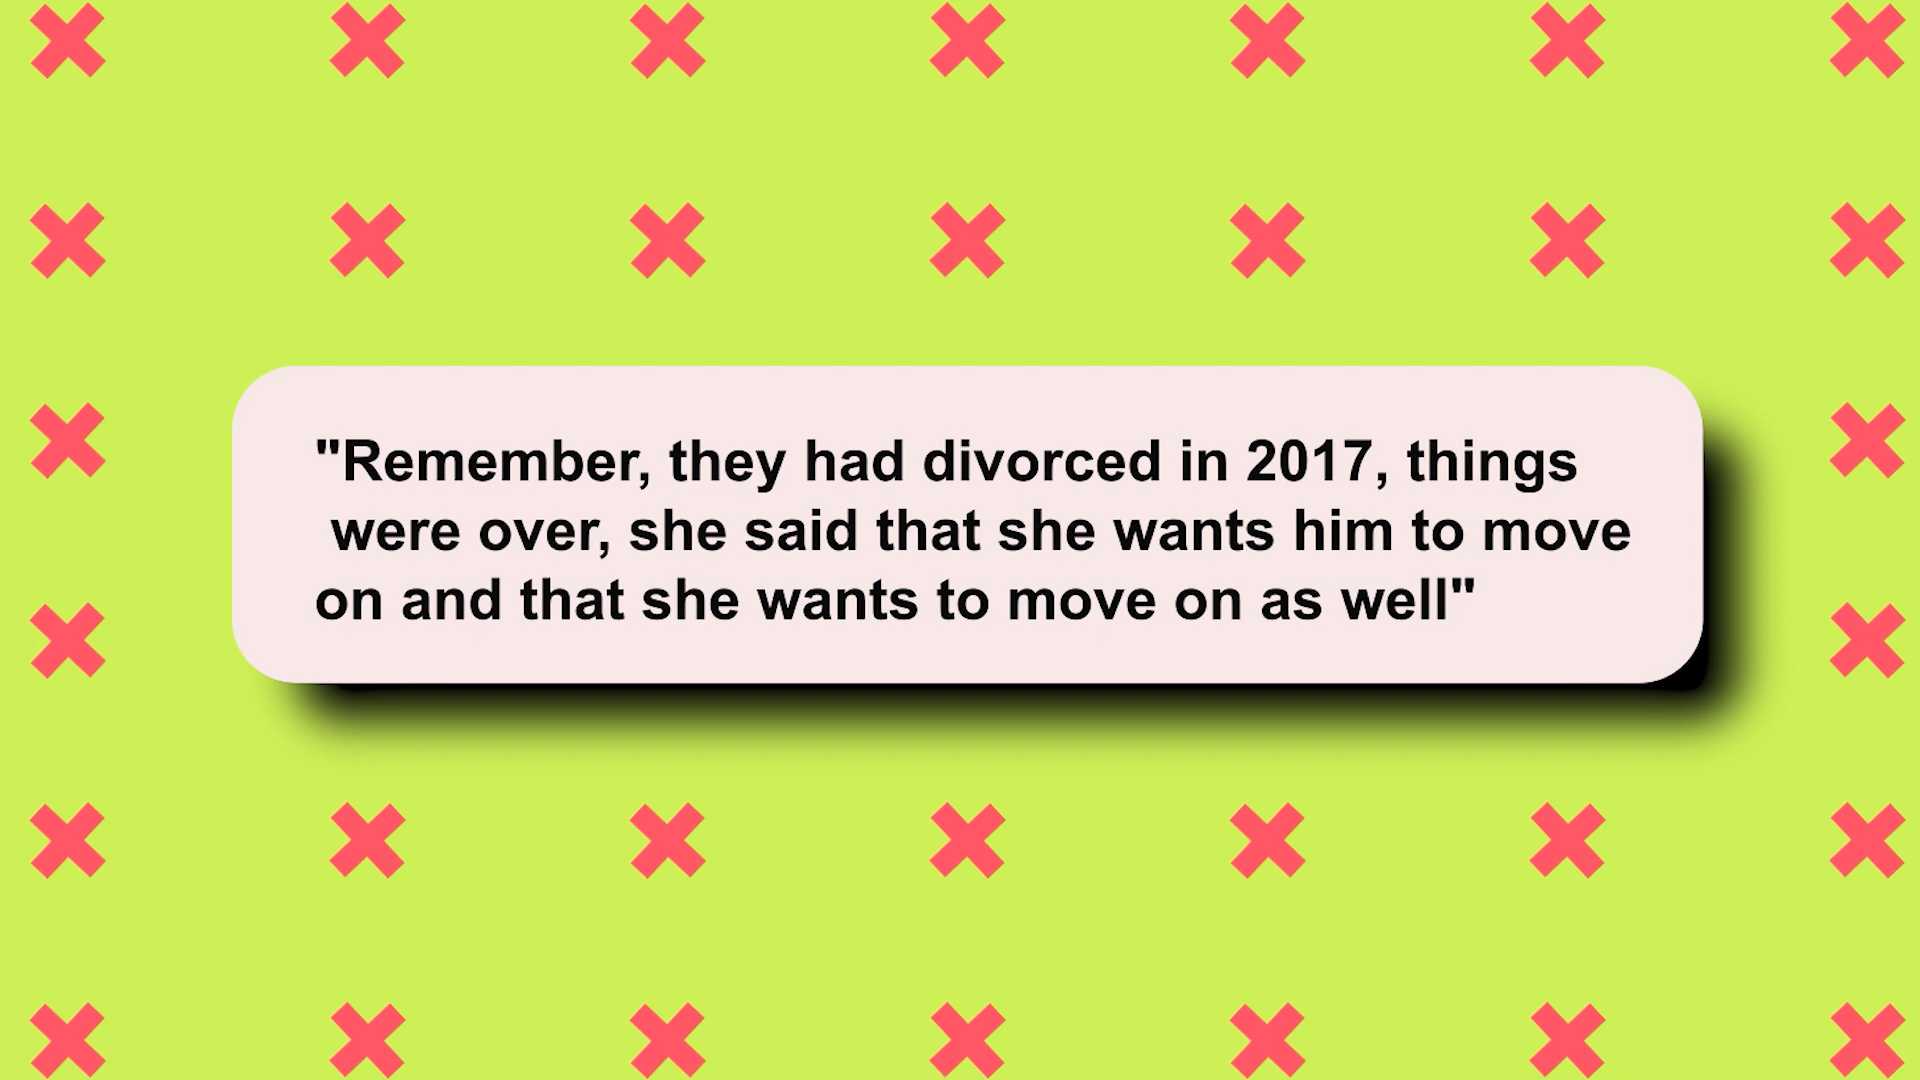 "Remember, they had divorced in 2017, things
were over, she said that she wants him to move
on and that she wants to move on as well"